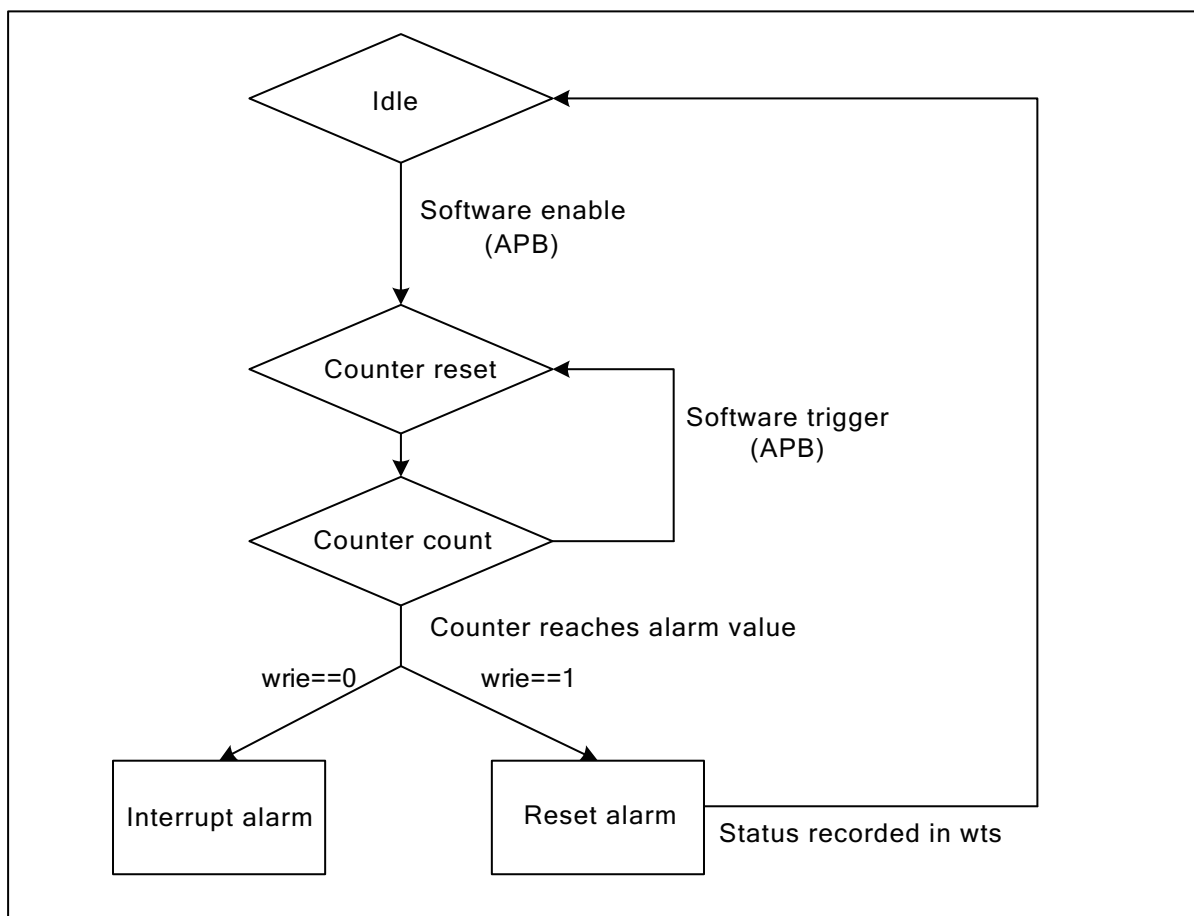 Idle
Software enable
(APB)
Counter reset
Software trigger
(APB)
Counter count
Counter reaches alarm value
wrie==0
wrie==1
Interrupt alarm
Reset alarm
Status recorded in wts